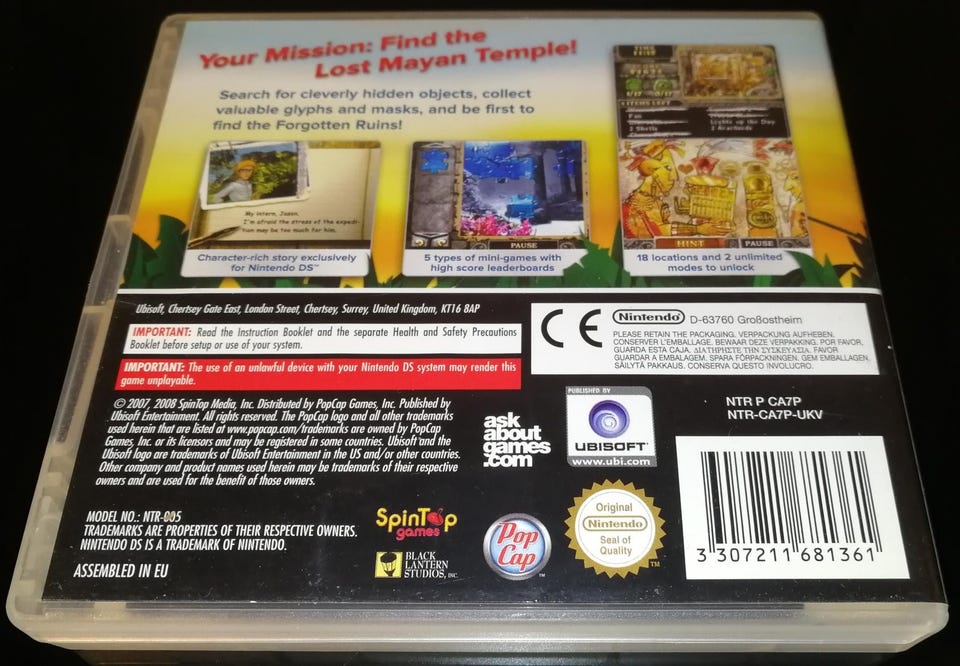 Your Mission: Find the
Lost Mayan Temple!
Search for cleverly hidden objects, collect
valuable glyphs and masks, and be first to
find the Forgotten Ruins!
My intern, Jason.
I'm afraid the stress of the expedi-
tion may be too much for him.
Character-rich story exclusively
for Nintendo DS™
PAUSE
5 types of mini-games with
high score leaderboards
ITEMS LEFT
Fan
2 Shells
Lights up the Day
2 Arachnids
HINT
PAUSE
18 locations and 2 unlimited
modes to unlock
Ubisoft, Chertsey Gate East, London Street, Chertsey, Surrey, United Kingdom, KT16 8AP
IMPORTANT: Read the Instruction Booklet and the separate Health and Safety Precautions
Booklet before setup or use of your system.
IMPORTANT: The use of an unlawful device with your Nintendo DS system may render this
game unplayable.
CE
Nintendo D-63760 Großostheim
PLEASE RETAIN THE PACKAGING. VERPACKUNG AUFHEBEN.
CONSERVER L'EMBALLAGE. BEWAAR DEZE VERPAKKING. POR FAVOR,
GUARDA ESTA CAJA. ΔΙΑΤΗΡΗΣΤΕ ΤΗΝ ΣΥΣΚΕΥΑΣΙΑ. FAVOR
GUARDAR A EMBALAGEM. SPARA FÖRPACKNINGEN. GEM EMBALLAGEN.
SÄILYTÄ PAKKAUS. CONSERVA QUESTO INVOLUCRO.
© 2007, 2008 SpinTop Media, Inc. Distributed by PopCap Games, Inc. Published by
Ubisoft Entertainment. All rights reserved. The PopCap logo and all other trademarks
used herein that are listed at www.popcap.com/trademarks are owned by PopCap
Games, Inc. or its licensors and may be registered in some countries. Ubisoft and the
Ubisoft logo are trademarks of Ubisoft Entertainment in the US and/or other countries.
Other company and product names used herein may be trademarks of their respective
owners and are used for the benefit of those owners.
ask
about
games
.com
PUBLISHED BY
UBISOFT
www.ubi.com
NTR P CA7P
NTR-CA7P-UKV
MODEL NO.: NTR-005
TRADEMARKS ARE PROPERTIES OF THEIR RESPECTIVE OWNERS.
NINTENDO DS IS A TRADEMARK OF NINTENDO.
ASSEMBLED IN EU
SpinTop
games
BLACK
LANTERN
STUDIOS, INC.
Pop
Cap
™
Original
Nintendo
Seal of
Quality
™
3 307211 681361